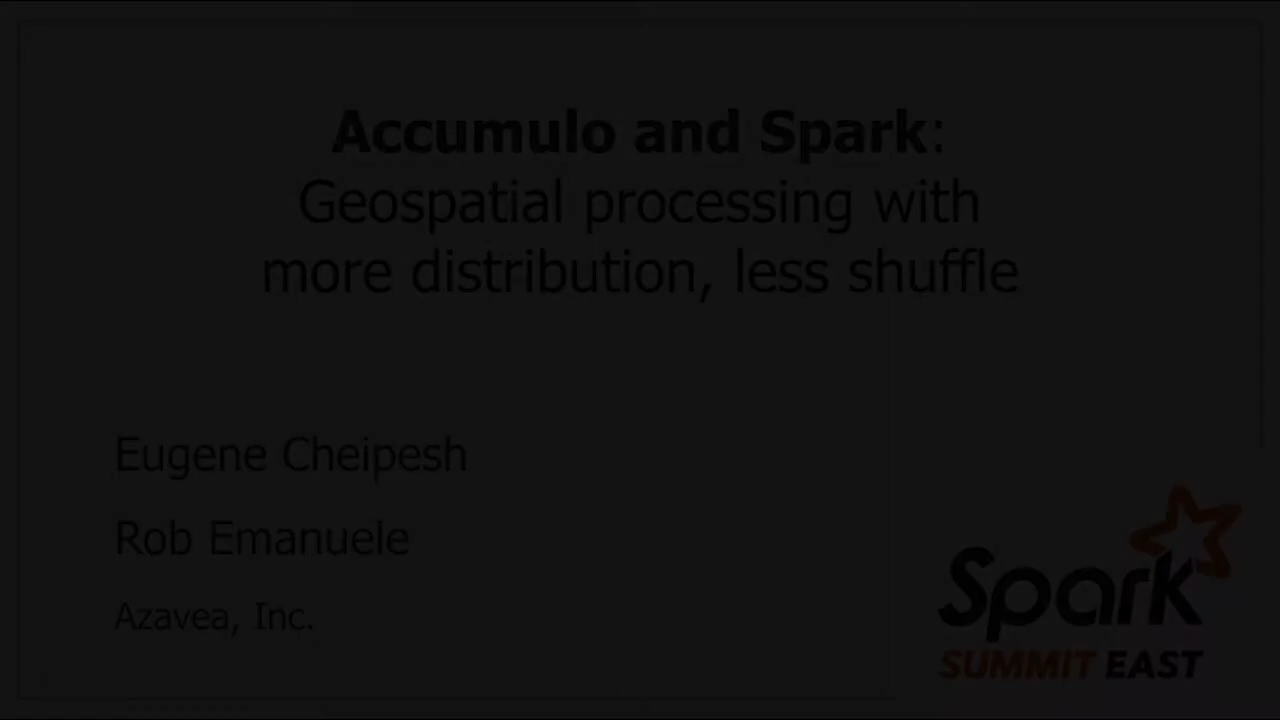 Accumulo and Spark:
Geospatial processing with
more distribution, less shuffle
Eugene Cheipesh
Rob Emanuele
Azavea, Inc.
Spark
SUMMIT EAST